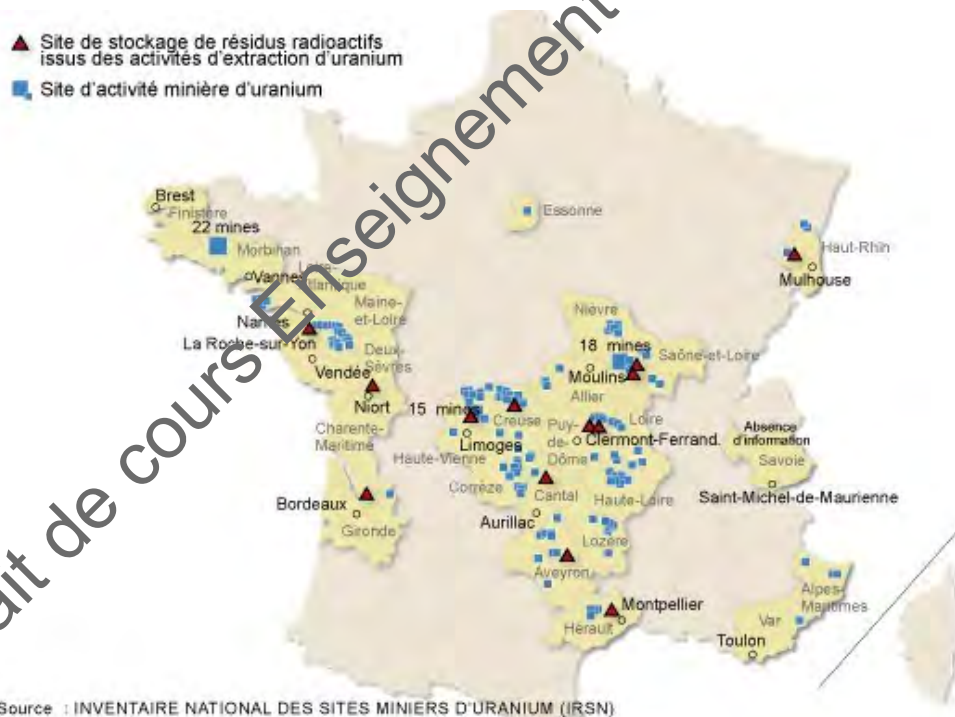 Site de stockage de résidus radioactifs
issus des activités d'extraction d'uranium
Site d'activité minière d'uranium
ait de cours Enseignement
Brest
Finistère
22 mines
Morbihan
Vannes
Essonne
Haut-Rhin
Mulhouse
Maine-
et-Loire
Nantes
La Roche-sur-Yon
Deux-
Sèvres
Vendée
Niort
Nièvre
18 mines
Saône-et-Loire
Moulins
Allier
15 mines
Creuse
Puy-
de-
Dôme
Loire
Clermont-Ferrand.
Limoges
Haute-Vienne
Charente-
Maritime
Absence
d'information
Savoie
Saint-Michel-de-Maurienne
Corrèze
Cantal
Haute-Loire
Bordeaux
Gironde
Aurillac
Lozère
Aveyron
Montpellier
Hérault
Alpes-
Maritimes
Var
Toulon
Source : INVENTAIRE NATIONAL DES SITES MINIERS D'URANIUM (IRSN)